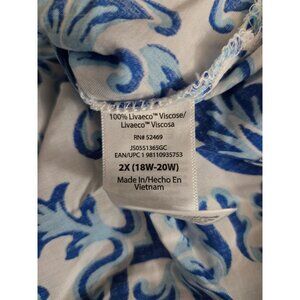 100% Livaeco™ Viscose/
Livaeco™ Viscosa
RN# 52469
JS0551365GC
EAN/UPC 1 98110935753
2X (18W-20W)
Made In/Hecho En
Vietnam